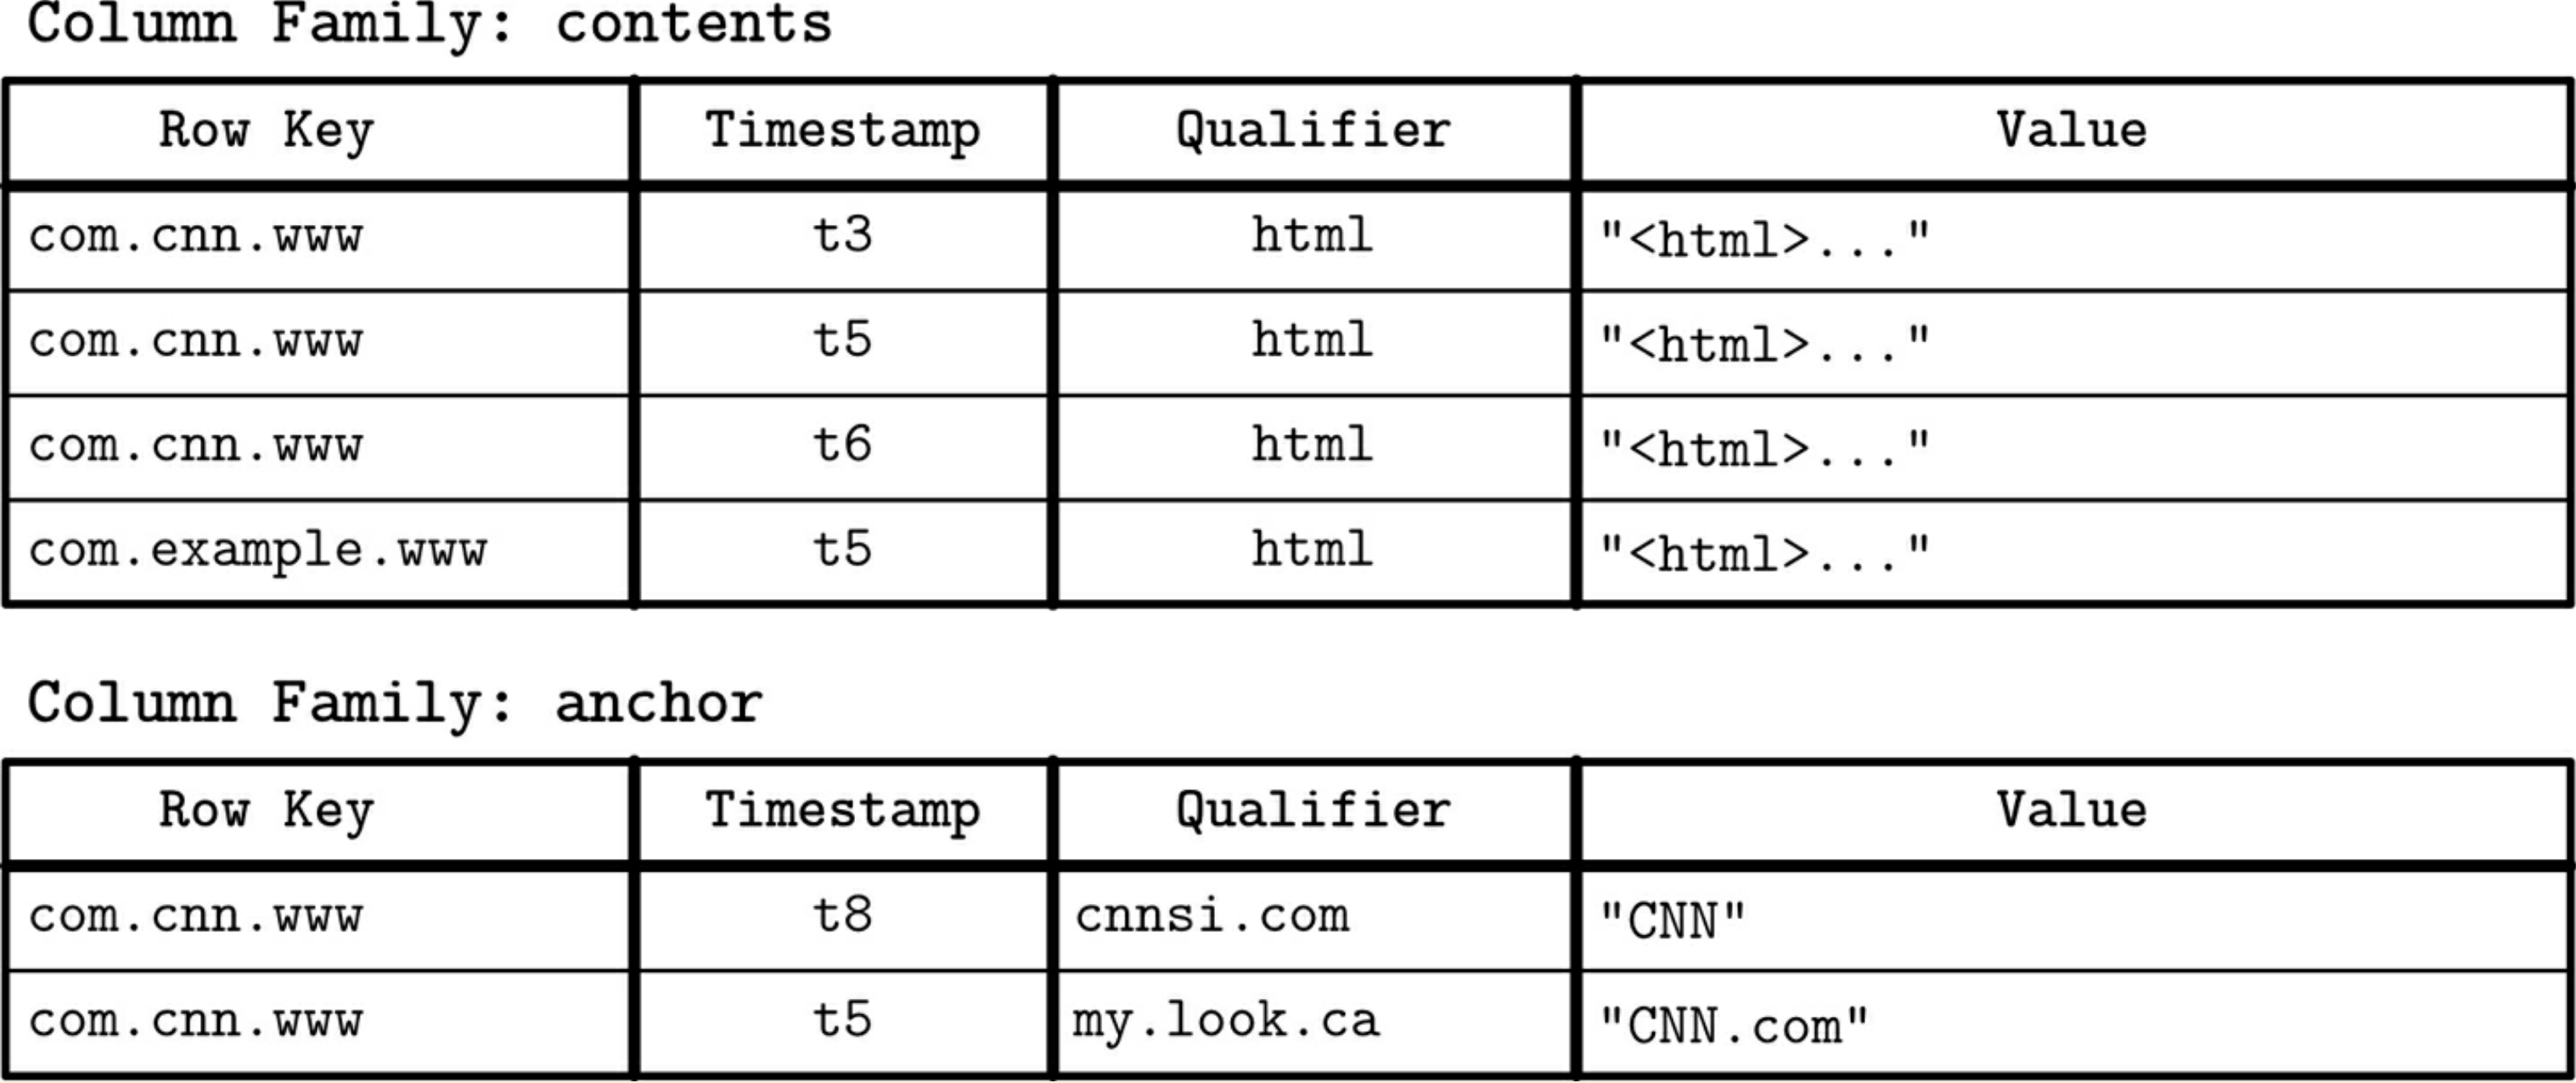 Column Family: contents
Row Key Timestamp Qualifier Value
com.cnn.www t3 html "<html>..."
com.cnn.www t5 html "<html>..."
com.cnn.www t6 html "<html>..."
com.example.www t5 html "<html>..."
Column Family: anchor
Row Key Timestamp Qualifier Value
com.cnn.www t8 cnnsi.com "CNN"
com.cnn.www t5 my.look.ca "CNN.com"